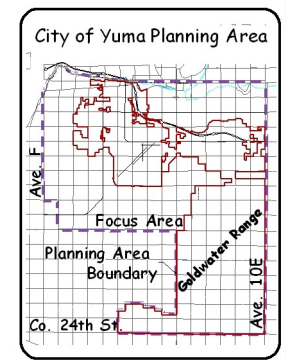 City of Yuma Planning Area
Ave. F
Focus Area
Planning Area
Boundary
Goldwater Range
Ave. 10E
Co. 24th St.